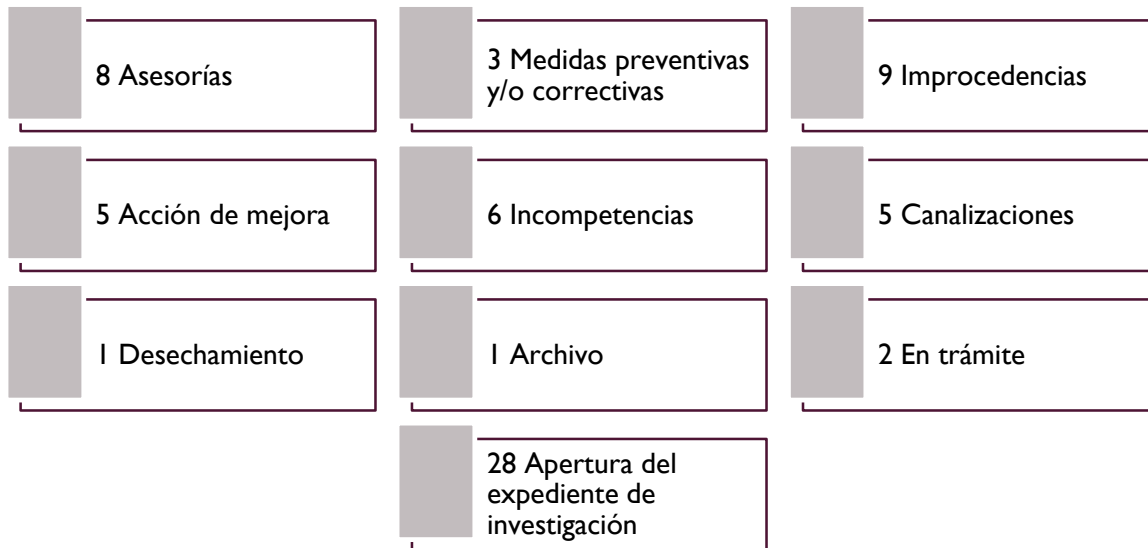 8 Asesorías
3 Medidas preventivas
y/o correctivas
9 Improcedencias
5 Acción de mejora
6 Incompetencias
5 Canalizaciones
1 Desechamiento
1 Archivo
2 En trámite
28 Apertura del
expediente de
investigación